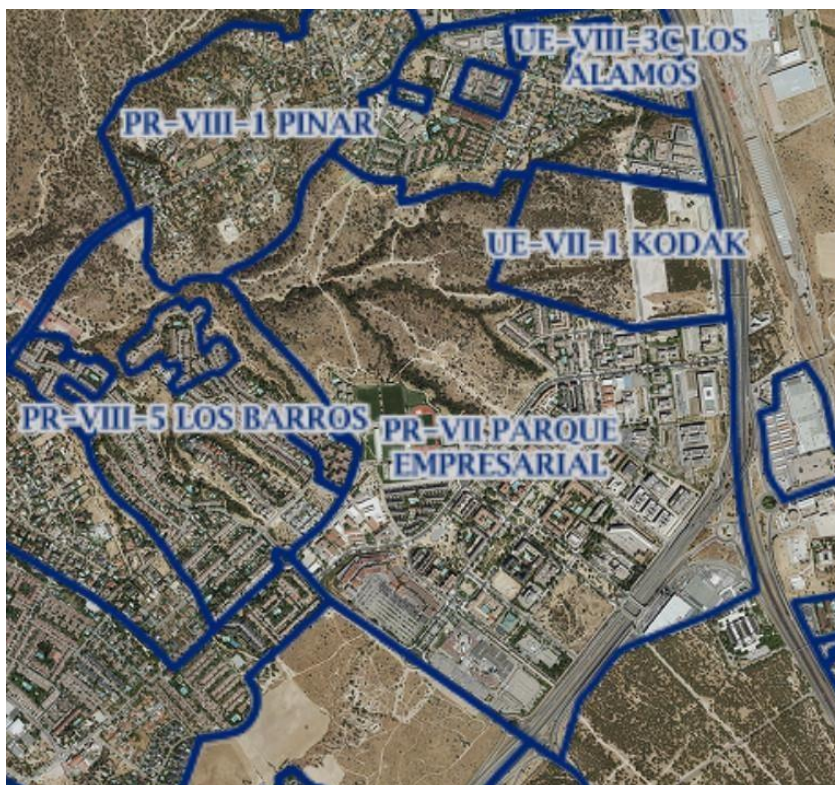 UE-VIII-3C LOS
ÁLAMOS
PR-VIII-1 PINAR
UE-VII-1 KODAK
PR-VIII-5 LOS BARROS
PR-VII PARQUE
EMPRESARIAL